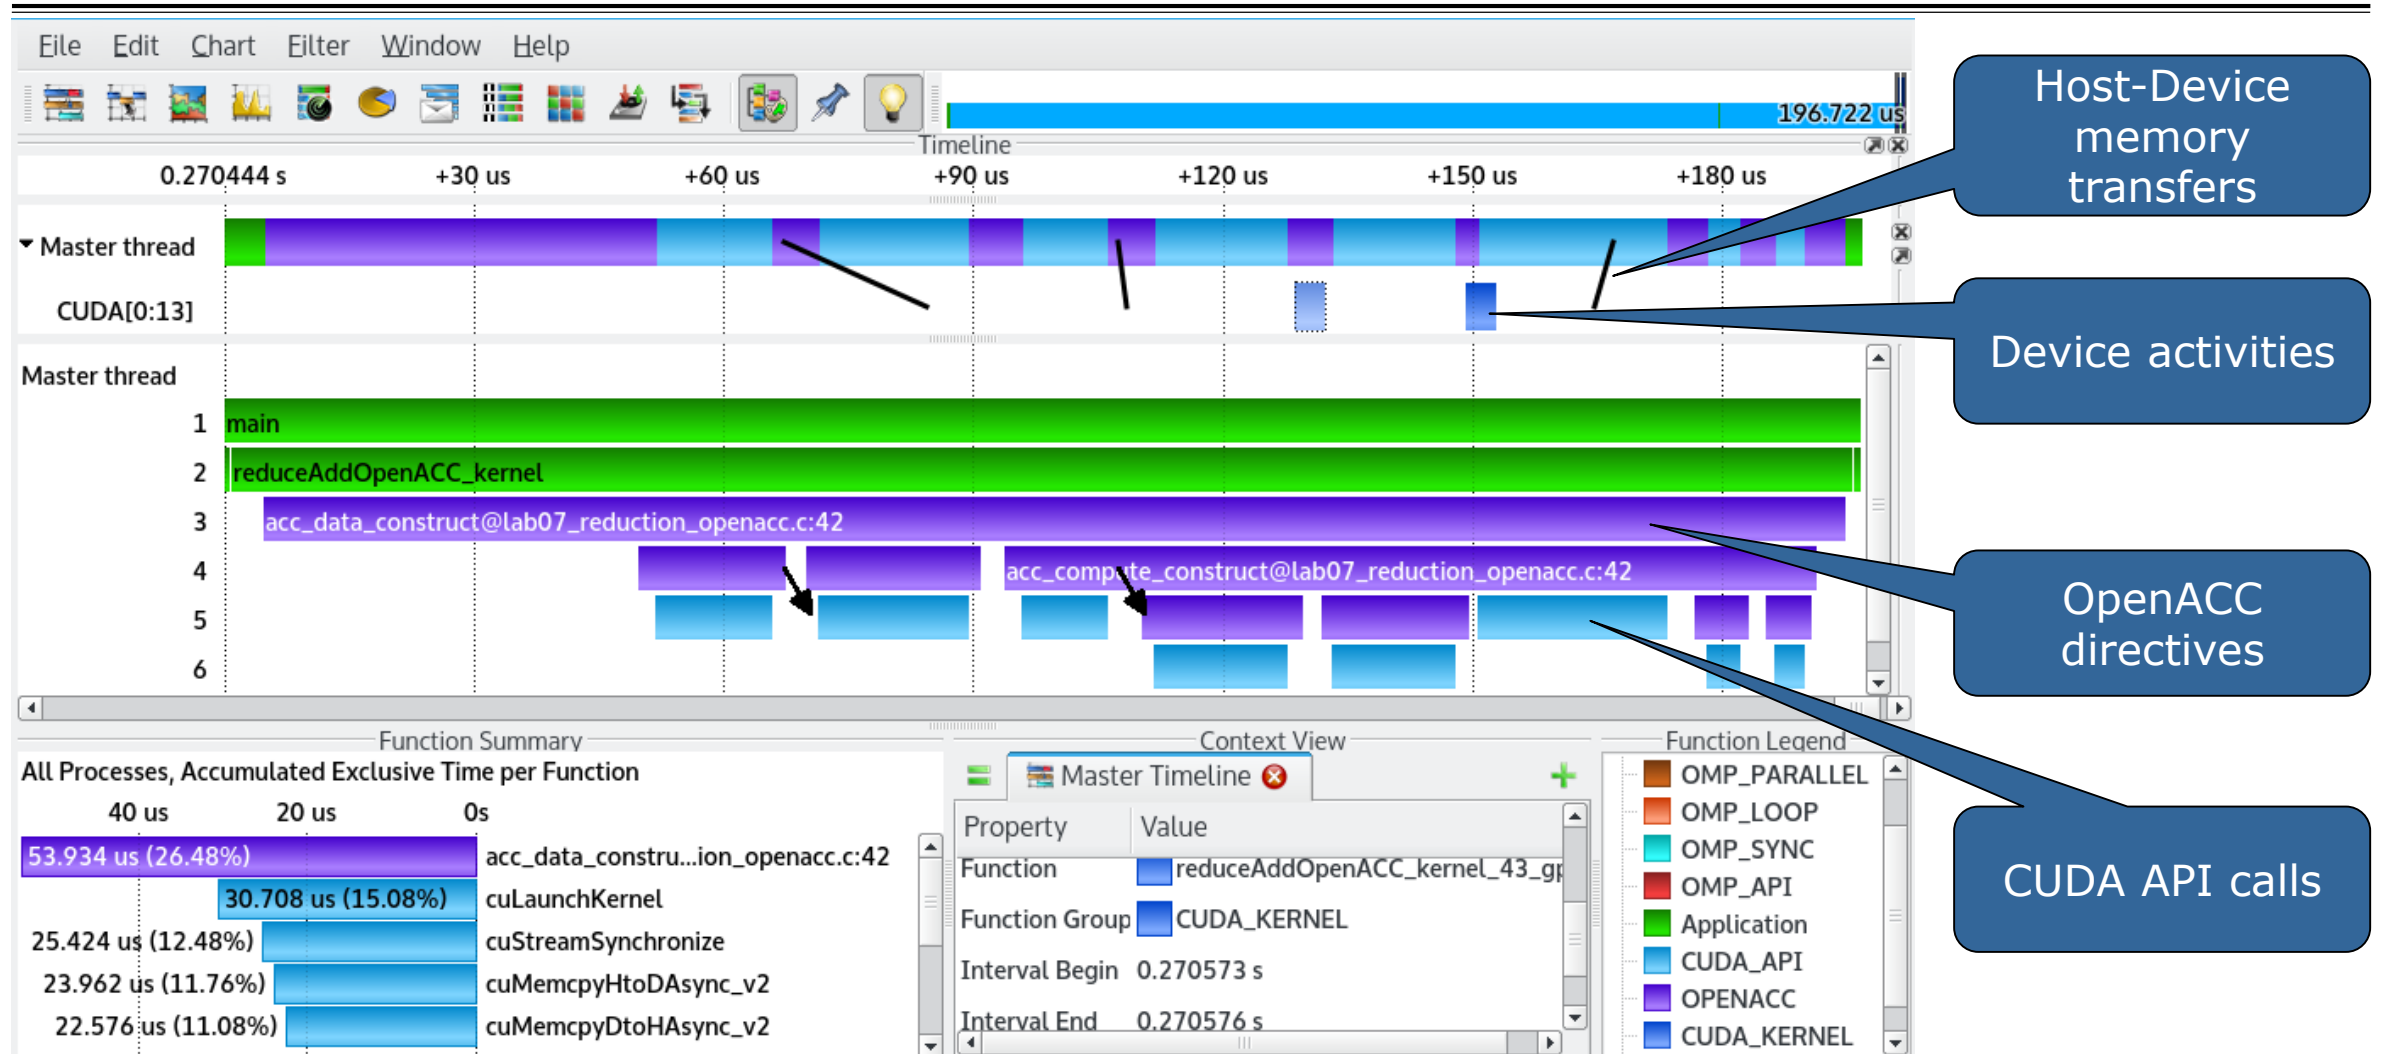 File Edit Chart Filter Window Help
196.722 us
Timeline
0.270444 s +30 us +60 us +90 us +120 us +150 us +180 us
Master thread
CUDA[0:13]
Master thread
1 main
2 reduceAddOpenACC_kernel
3 acc_data_construct@lab07_reduction_openacc.c:42
4 acc_compute_construct@lab07_reduction_openacc.c:42
5
6
Host-Device
memory
transfers
Device activities
OpenACC
directives
CUDA API calls
Function Summary
All Processes, Accumulated Exclusive Time per Function
40 us 20 us 0s
53.934 us (26.48%) acc_data_constru...ion_openacc.c:42
30.708 us (15.08%) cuLaunchKernel
25.424 us (12.48%) cuStreamSynchronize
23.962 us (11.76%) cuMemcpyHtoDAsync_v2
22.576 us (11.08%) cuMemcpyDtoHAsync_v2
Context View
Master Timeline
Property Value
Function reduceAddOpenACC_kernel_43_gp
Function Group CUDA_KERNEL
Interval Begin 0.270573 s
Interval End 0.270576 s
Function Legend
OMP_PARALLEL
OMP_LOOP
OMP_SYNC
OMP_API
Application
CUDA_API
OPENACC
CUDA_KERNEL